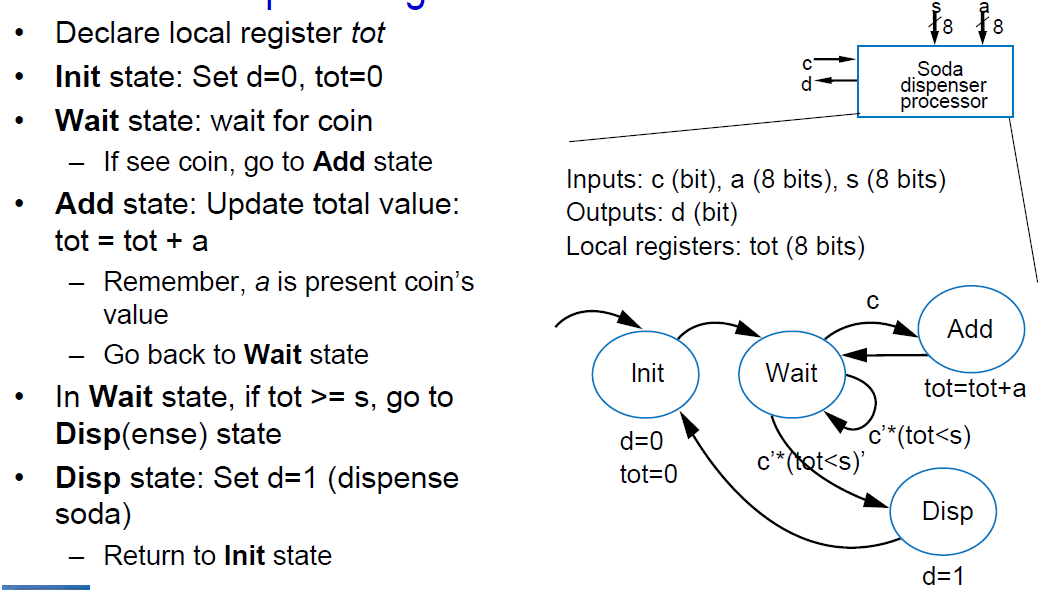 • Declare local register tot
• Init state: Set d=0, tot=0
• Wait state: wait for coin
– If see coin, go to Add state
• Add state: Update total value:
tot = tot + a
– Remember, a is present coin’s
value
– Go back to Wait state
• In Wait state, if tot >= s, go to
Disp(ense) state
• Disp state: Set d=1 (dispense
soda)
– Return to Init state
s a
8 8
c
d
Soda
dispenser
processor
Inputs: c (bit), a (8 bits), s (8 bits)
Outputs: d (bit)
Local registers: tot (8 bits)
c
Add
Init
Wait
tot=tot+a
d=0
tot=0
c’*(tot<s)
c’*(tot<s)’
Disp
d=1